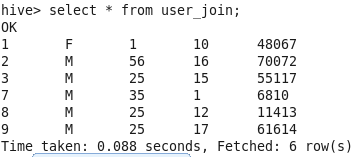 hive> select * from user_join;
OK
1 F 1 10 48067
2 M 56 16 70072
3 M 25 15 55117
7 M 35 1 6810
8 M 25 12 11413
9 M 25 17 61614
Time taken: 0.088 seconds, Fetched: 6 row(s)